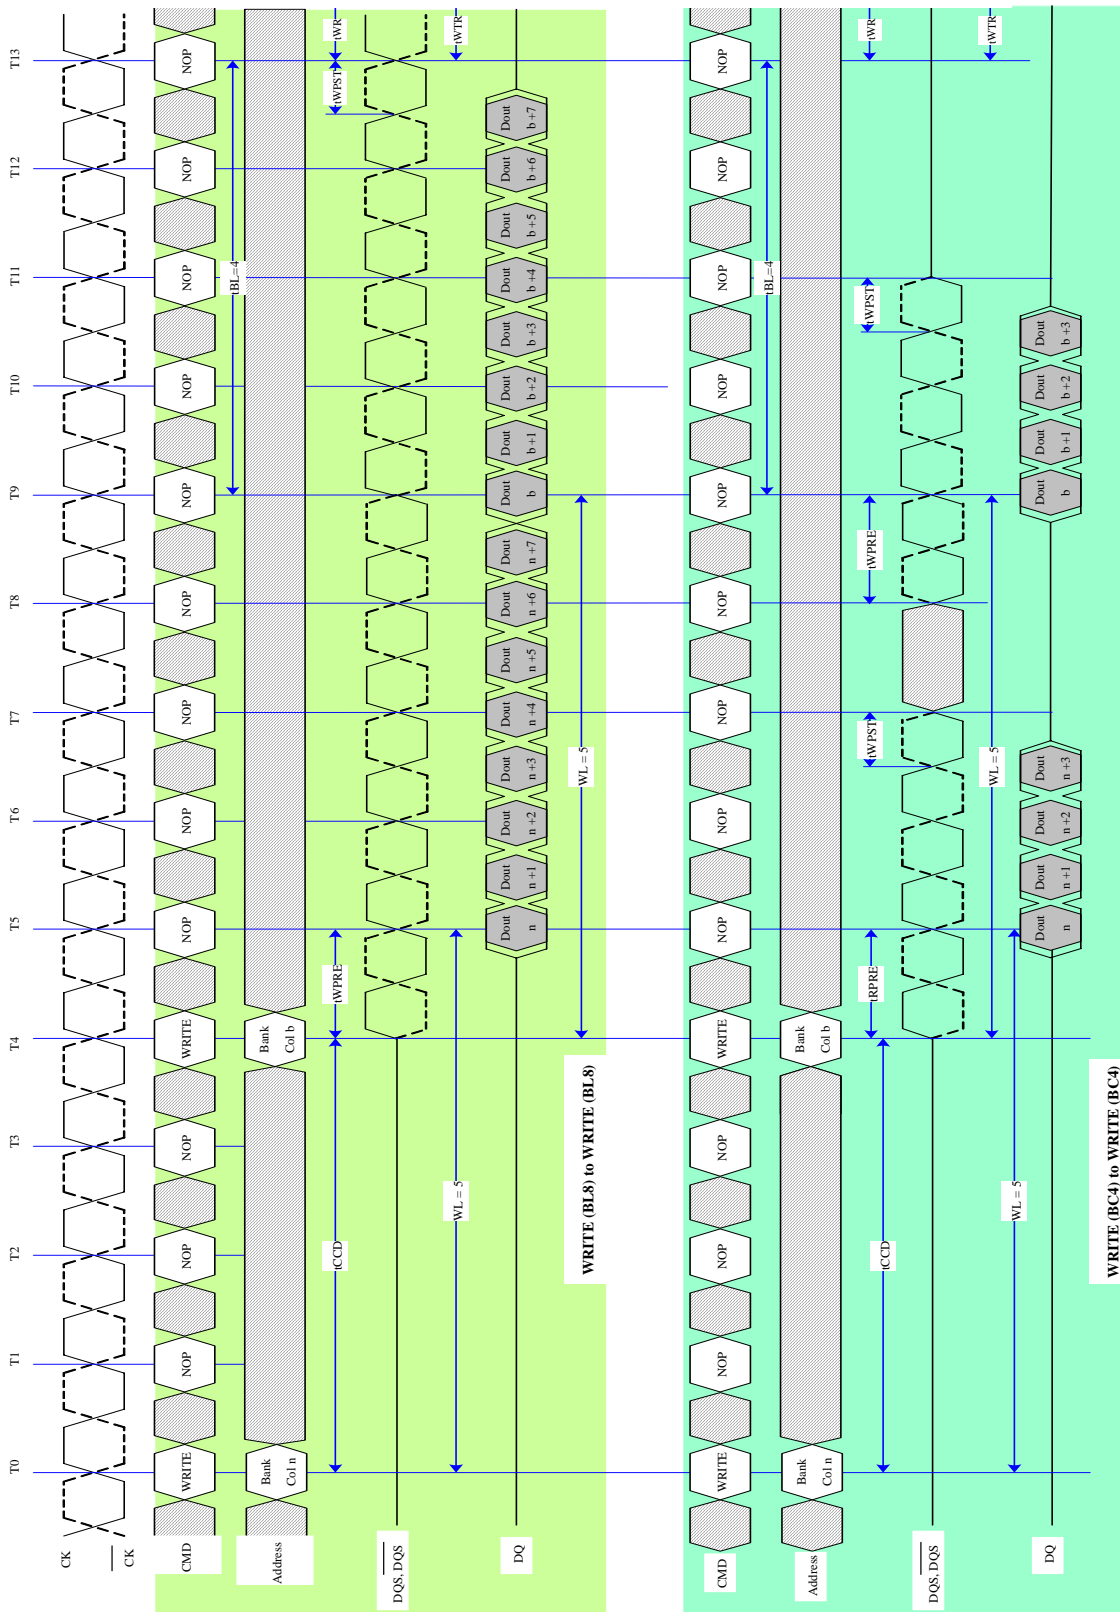 T0 T1 T2 T3 T4 T5 T6 T7 T8 T9 T10 T11 T12 T13
CK
CK
CMD WRITE NOP NOP NOP WRITE NOP NOP NOP NOP NOP NOP NOP NOP NOP
tBL=4
Address
Bank
Col n
Bank
Col b
tCCD tWPRE tWPST tWR
DQS, DQS
WL = 5 tWTR
DQ
Dout
n
Dout
n +1
Dout
n +2
Dout
n +3
Dout
n +4
Dout
n +5
Dout
n +6
Dout
n +7
Dout
b
Dout
b +1
Dout
b +2
Dout
b +3
Dout
b +4
Dout
b +5
Dout
b +6
Dout
b +7
WL = 5
WRITE (BL8) to WRITE (BL8)
CMD WRITE NOP NOP NOP WRITE NOP NOP NOP NOP NOP NOP NOP NOP NOP
tBL=4
Address
Bank
Col n
Bank
Col b
tCCD tRPRE tWPST tWPRE tWPST tWR
DQS, DQS
WL = 5 tWTR
WL = 5
DQ
Dout
n
Dout
n +1
Dout
n +2
Dout
n +3
Dout
b
Dout
b +1
Dout
b +2
Dout
b +3
WRITE (BC4) to WRITE (BC4)